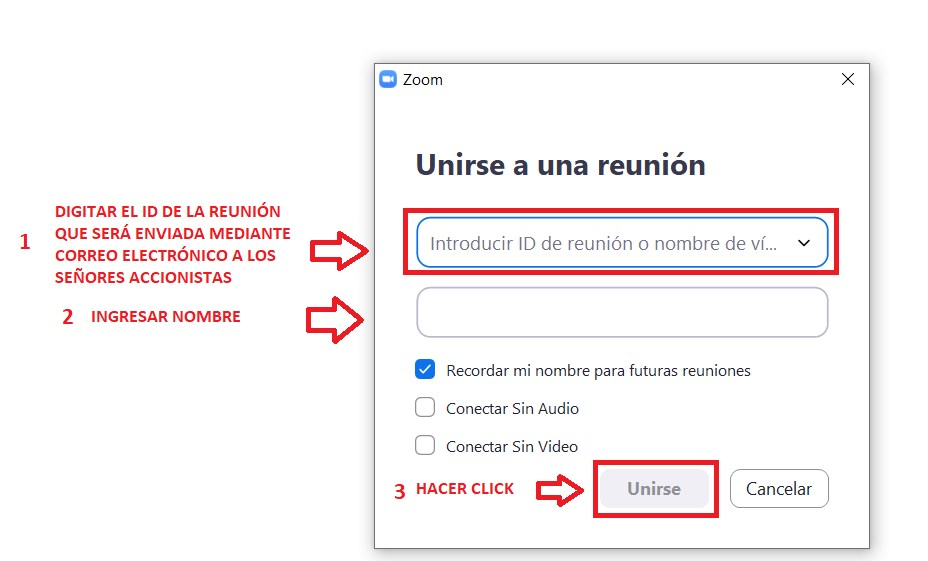 Zoom
Unirse a una reunión
1
DIGITAR EL ID DE LA REUNIÓN
QUE SERÁ ENVIADA MEDIANTE
CORREO ELECTRÓNICO A LOS
SEÑORES ACCIONISTAS
Introducir ID de reunión o nombre de ví...
2 INGRESAR NOMBRE
Recordar mi nombre para futuras reuniones
Conectar Sin Audio
Conectar Sin Video
3 HACER CLICK
Unirse
Cancelar